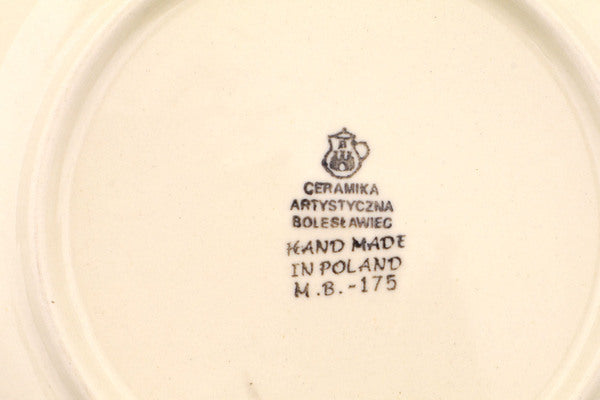 CERAMIKA
ARTYSTYCZNA
BOLESŁAWIEC
HAND MADE
IN POLAND
M.B.-175